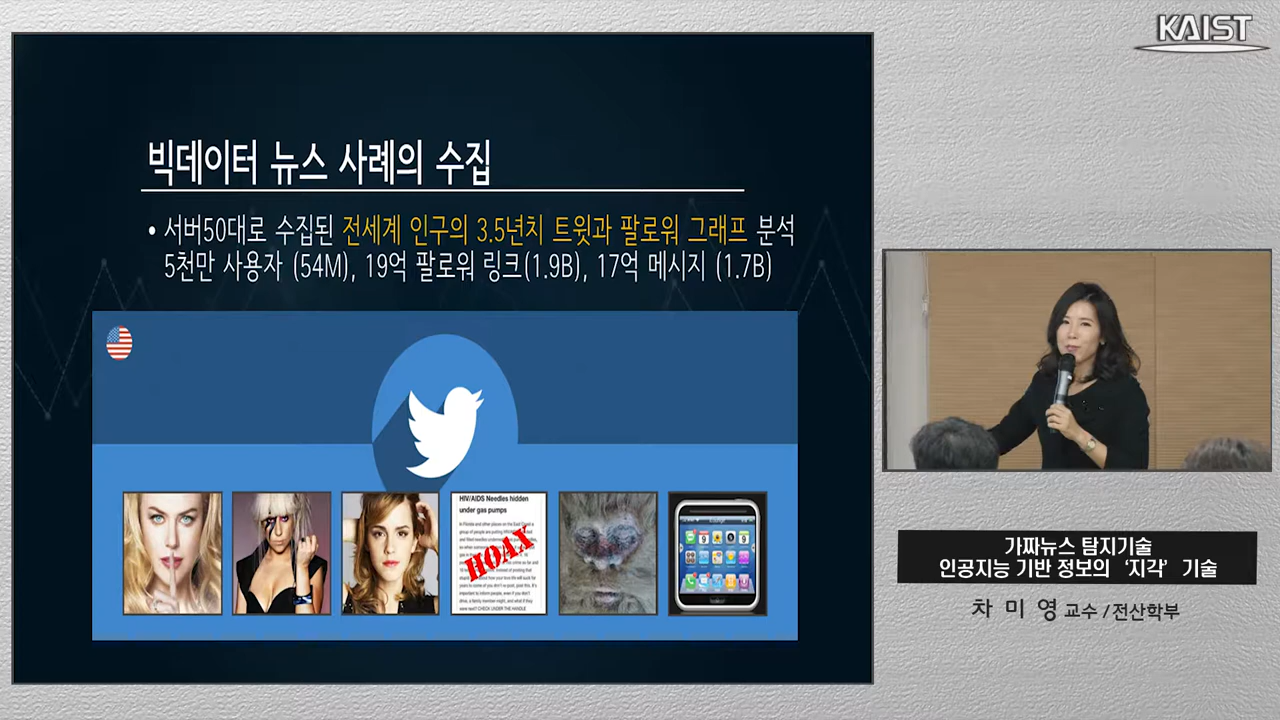 KAIST
빅데이터 뉴스 사례의 수집
• 서버50대로 수집된 전세계 인구의 3.5년치 트윗과 팔로워 그래프 분석
5천만 사용자 (54M), 19억 팔로워 링크(1.9B), 17억 메시지 (1.7B)
HIV/AIDS Needles hidden
under gas pumps
HOAX
가짜뉴스 탐지기술
인공지능 기반 정보의 ‘지각’ 기술
차 미 영 교수 / 전산학부